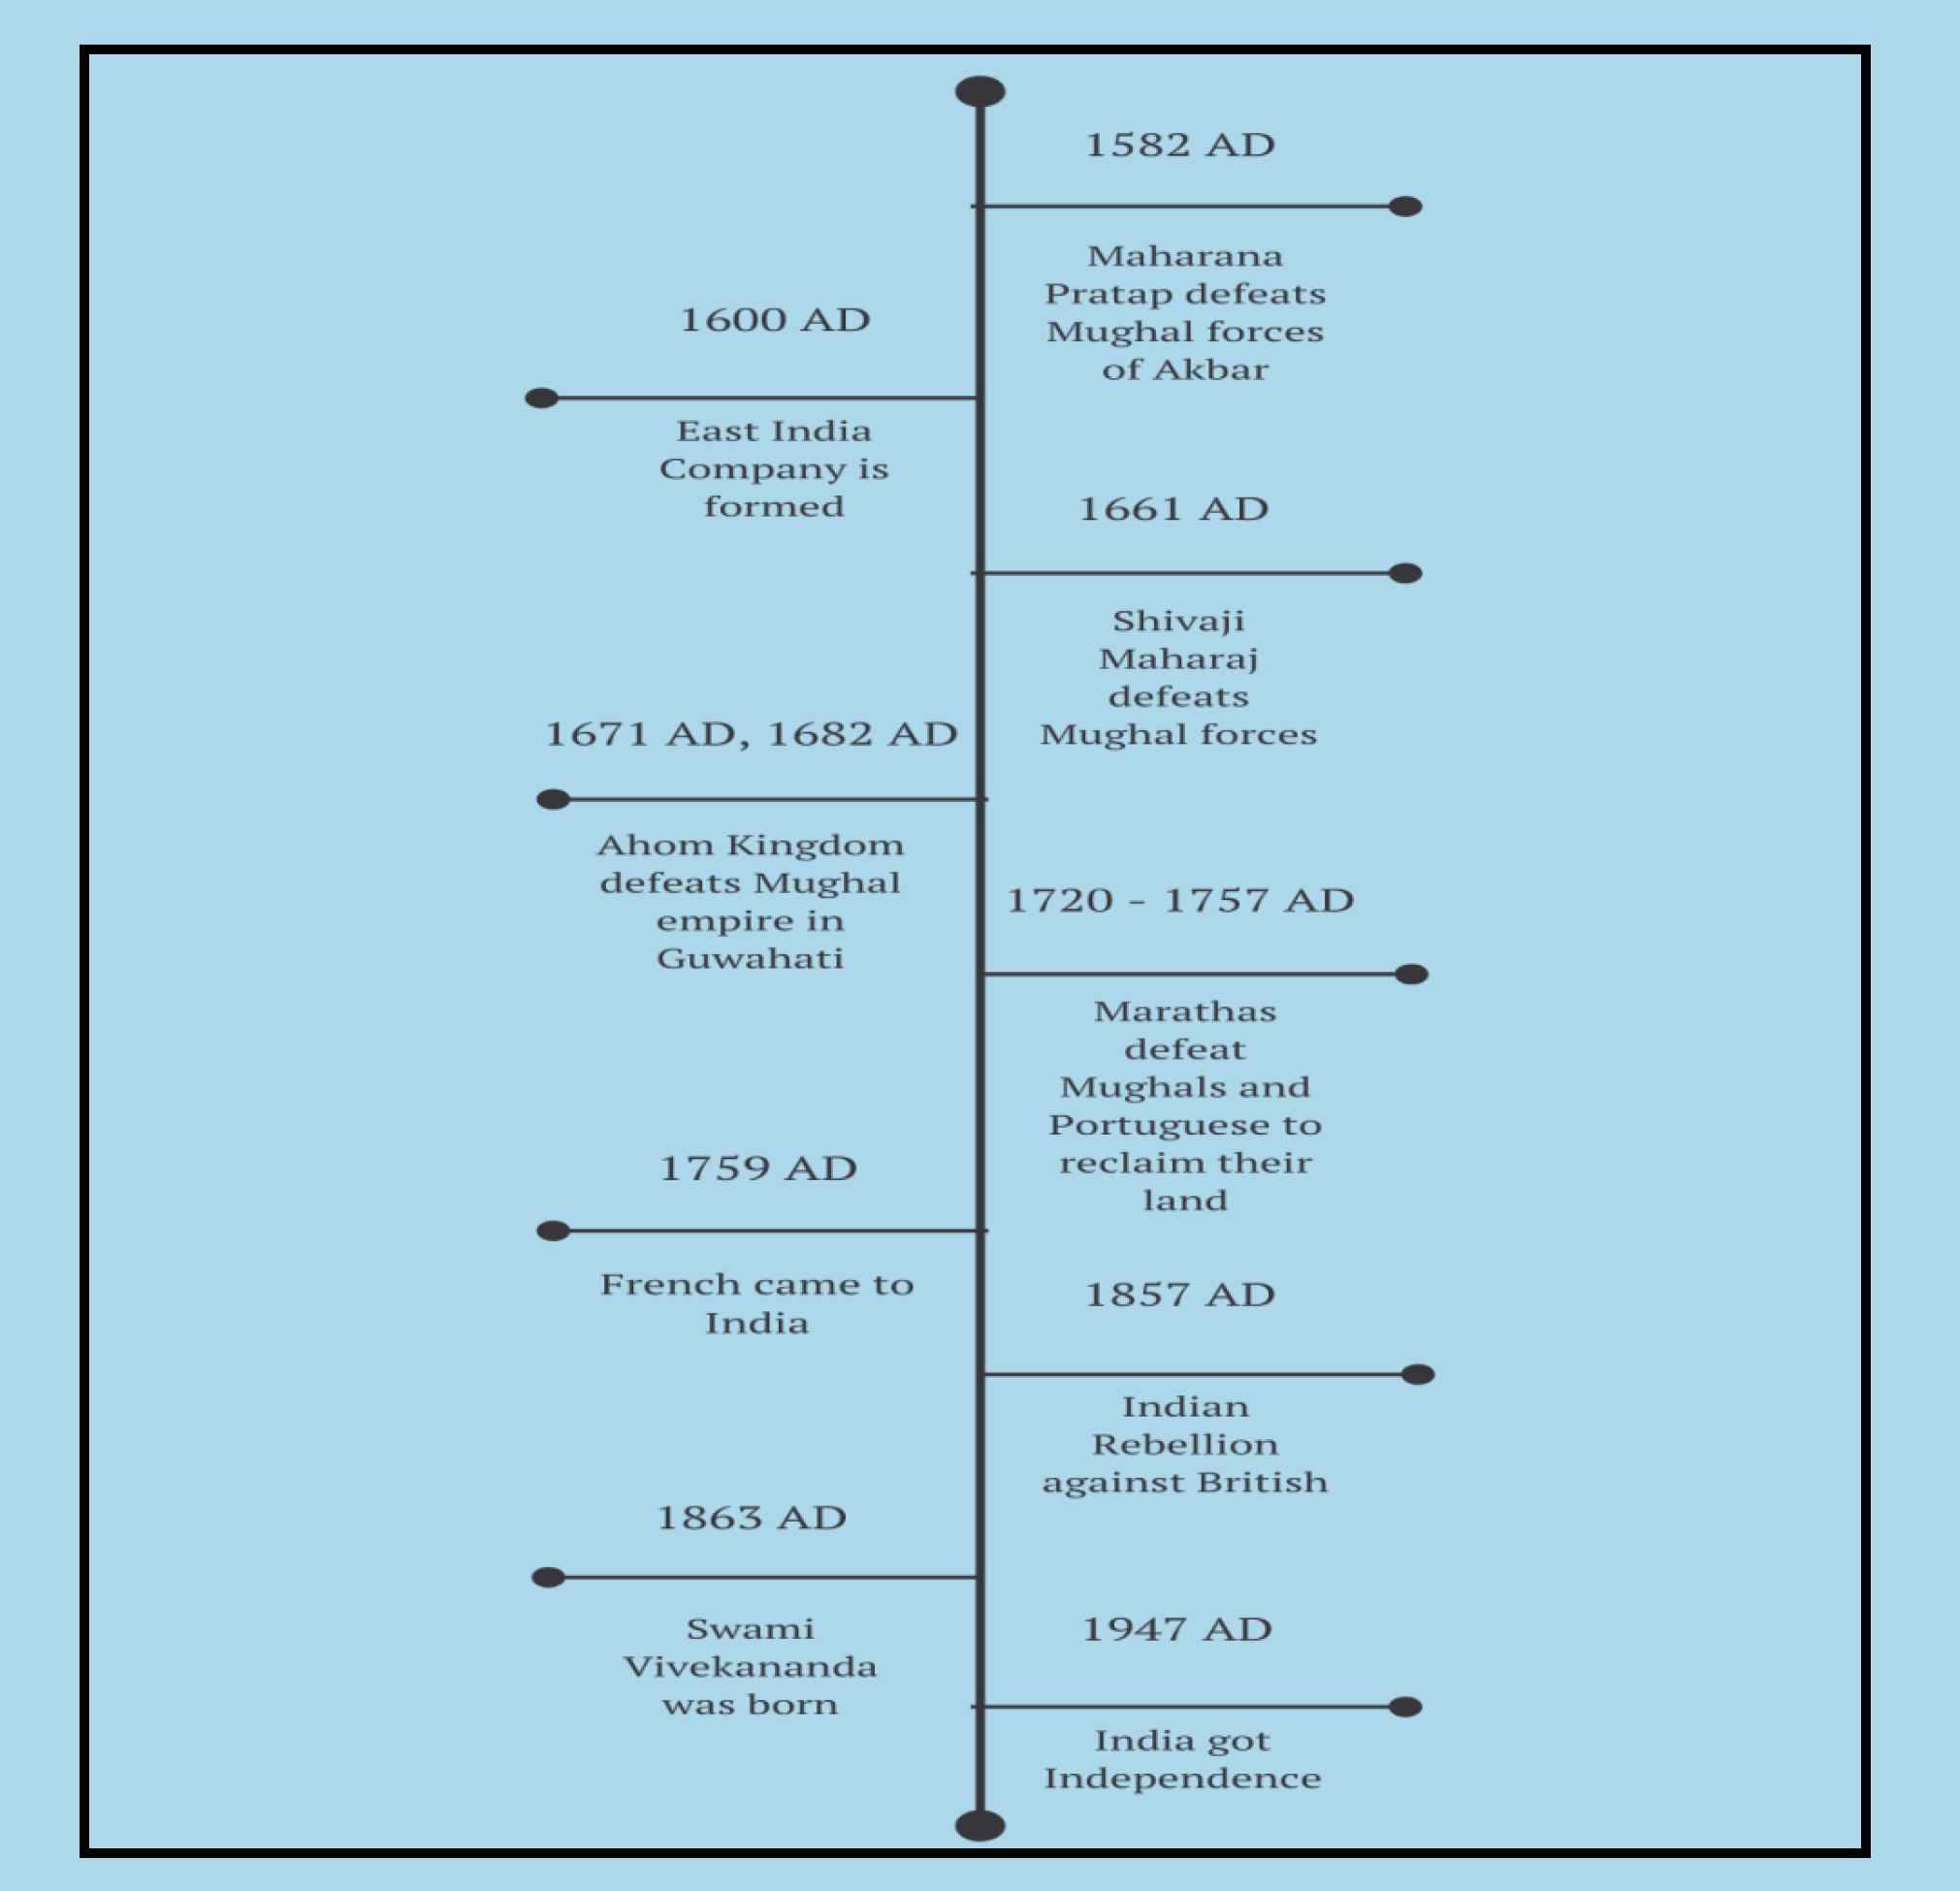 1582 AD
Maharana
Pratap defeats
Mughal forces
of Akbar
1600 AD
East India
Company is
formed
1661 AD
Shivaji
Maharaj
defeats
Mughal forces
1671 AD, 1682 AD
Ahom Kingdom
defeats Mughal
empire in
Guwahati
1720 - 1757 AD
Marathas
defeat
Mughals and
Portuguese to
reclaim their
land
1759 AD
French came to
India
1857 AD
Indian
Rebellion
against British
1863 AD
Swami
Vivekananda
was born
1947 AD
India got
Independence